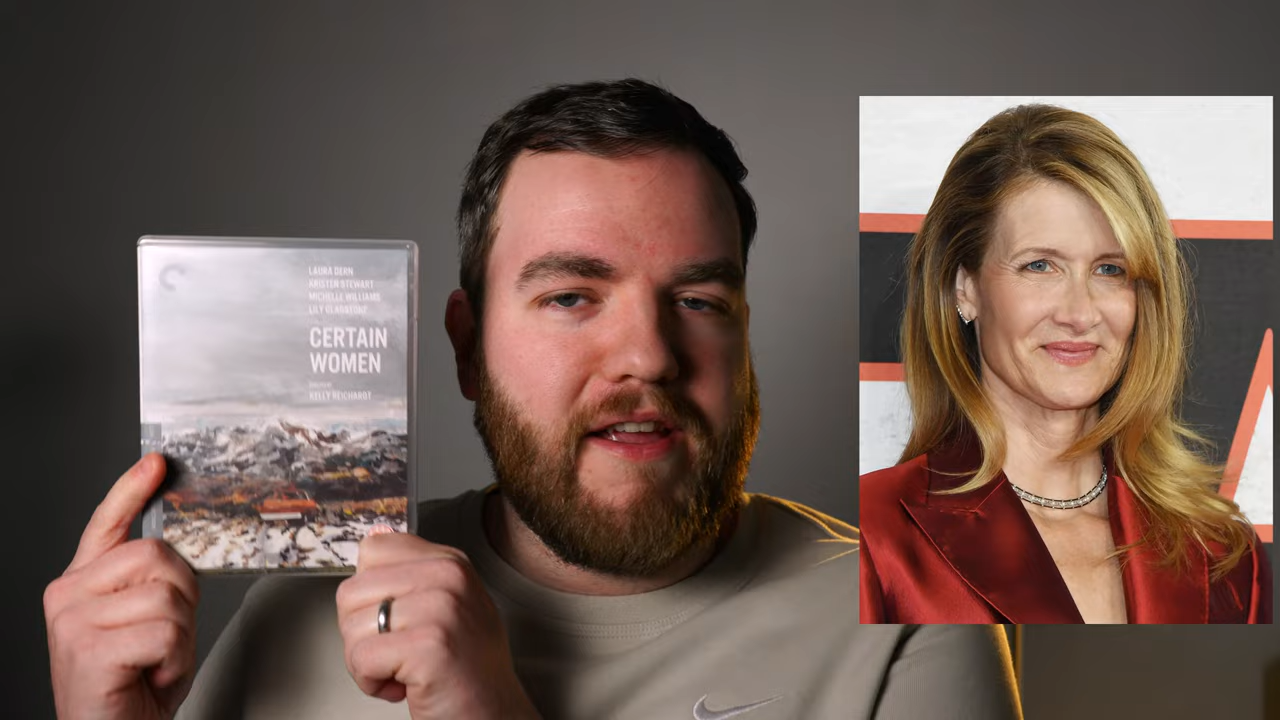 LAURA DERN
KRISTEN STEWART
MICHELLE WILLIAMS
LILY GLADSTONE
CERTAIN
WOMEN
KELLY REICHARDT